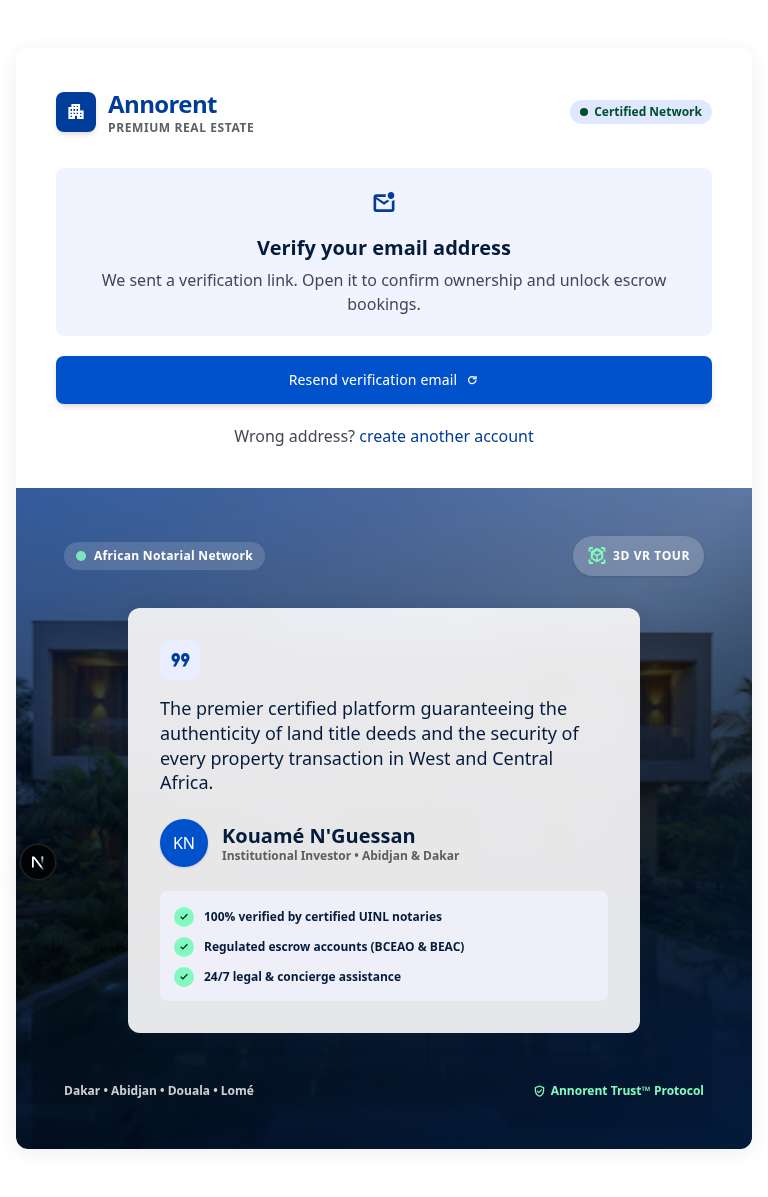 Annorent
PREMIUM REAL ESTATE
Certified Network
Verify your email address
We sent a verification link. Open it to confirm ownership and unlock escrow
bookings.
Resend verification email
Wrong address? create another account
African Notarial Network
3D VR TOUR
The premier certified platform guaranteeing the
authenticity of land title deeds and the security of
every property transaction in West and Central
Africa.
KN
Kouamé N'Guessan
Institutional Investor • Abidjan & Dakar
100% verified by certified UINL notaries
Regulated escrow accounts (BCEAO & BEAC)
24/7 legal & concierge assistance
N
Dakar • Abidjan • Douala • Lomé
Annorent Trust™ Protocol